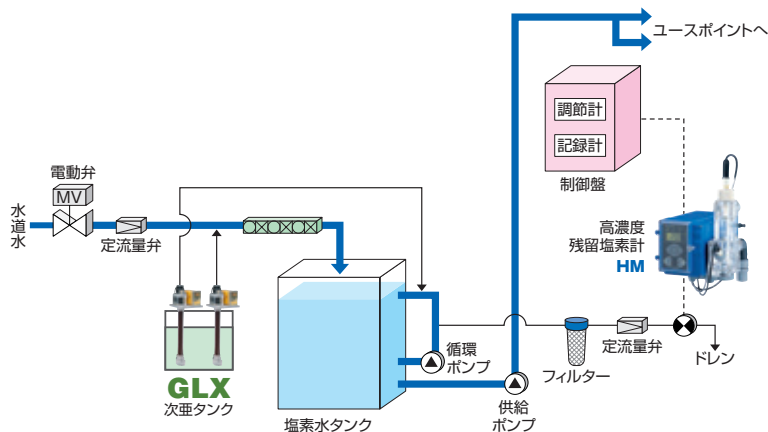 ユースポイントへ
調節計
記録計
制御盤
電動弁
MV
水道水
定流量弁
高濃度
残留塩素計
HM
GLX
次亜タンク
塩素水タンク
循環
ポンプ
供給
ポンプ
フィルター
定流量弁
ドレン